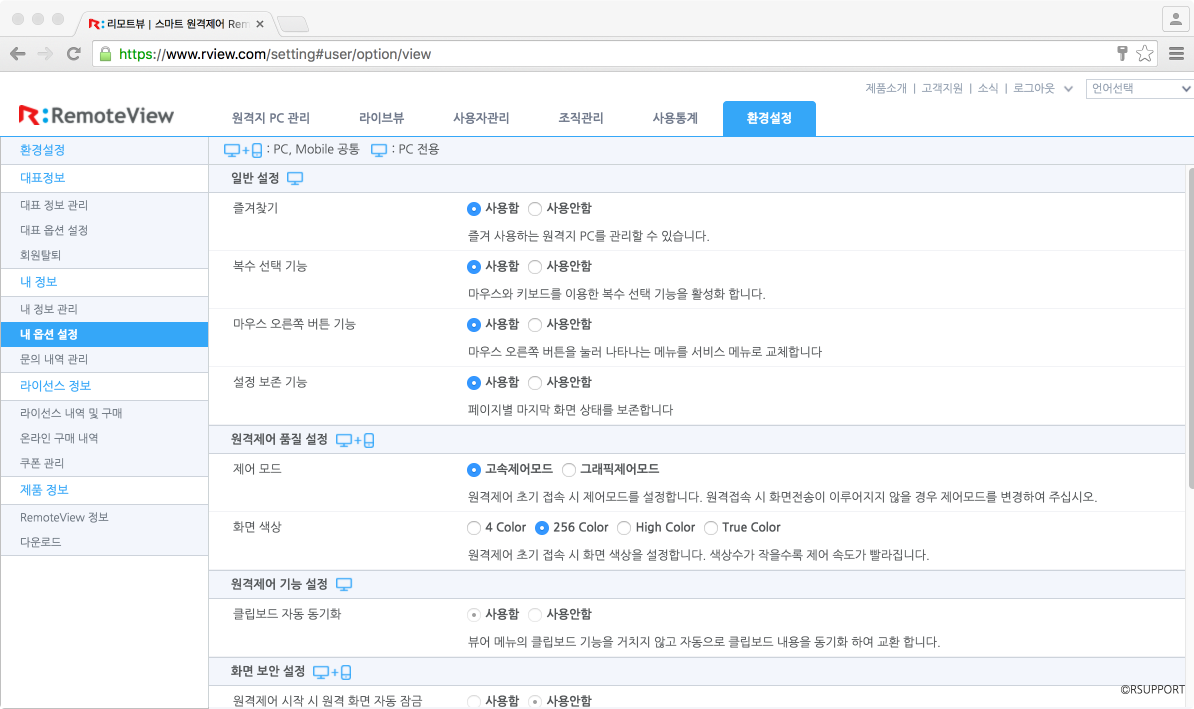 리모트뷰 | 스마트 원격제어 Rem
https://www.rview.com/setting#user/option/view
제품소개 | 고객지원 | 소식 | 로그아웃 언어선택
RemoteView 원격지 PC 관리 라이브뷰 사용자관리 조직관리 사용통계 환경설정
환경설정
대표정보
대표 정보 관리
대표 옵션 설정
회원탈퇴
내 정보
내 정보 관리
내 옵션 설정
문의 내역 관리
라이선스 정보
라이선스 내역 및 구매
온라인 구매 내역
쿠폰 관리
제품 정보
RemoteView 정보
다운로드
+ : PC, Mobile 공통 : PC 전용
일반 설정
즐겨찾기 사용함 사용안함
즐겨 사용하는 원격지 PC를 관리할 수 있습니다.
복수 선택 기능 사용함 사용안함
마우스와 키보드를 이용한 복수 선택 기능을 활성화 합니다.
마우스 오른쪽 버튼 기능 사용함 사용안함
마우스 오른쪽 버튼을 눌러 나타나는 메뉴를 서비스 메뉴로 교체합니다
설정 보존 기능 사용함 사용안함
페이지별 마지막 화면 상태를 보존합니다
원격제어 품질 설정 +
제어 모드 고속제어모드 그래픽제어모드
원격제어 초기 접속 시 제어모드를 설정합니다. 원격접속 시 화면전송이 이루어지지 않을 경우 제어모드를 변경하여 주십시오.
화면 색상 4 Color 256 Color High Color True Color
원격제어 초기 접속 시 화면 색상을 설정합니다. 색상수가 작을수록 제어 속도가 빨라집니다.
원격제어 기능 설정
클립보드 자동 동기화 사용함 사용안함
뷰어 메뉴의 클립보드 기능을 거치지 않고 자동으로 클립보드 내용을 동기화 하여 교환 합니다.
화면 보안 설정 +
원격제어 시작 시 원격 화면 자동 잠금 사용함 사용안함
©RSUPPORT